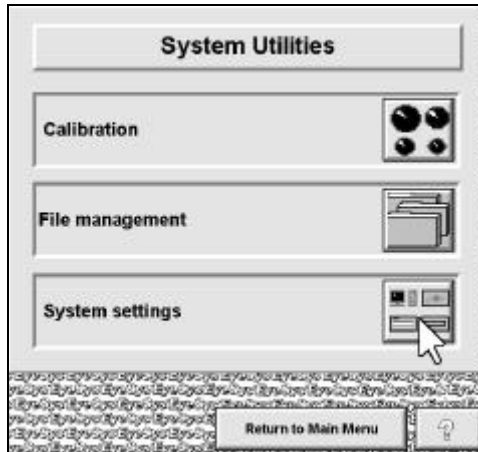 System Utilities
Calibration
File management
System settings
Return to Main Menu
?